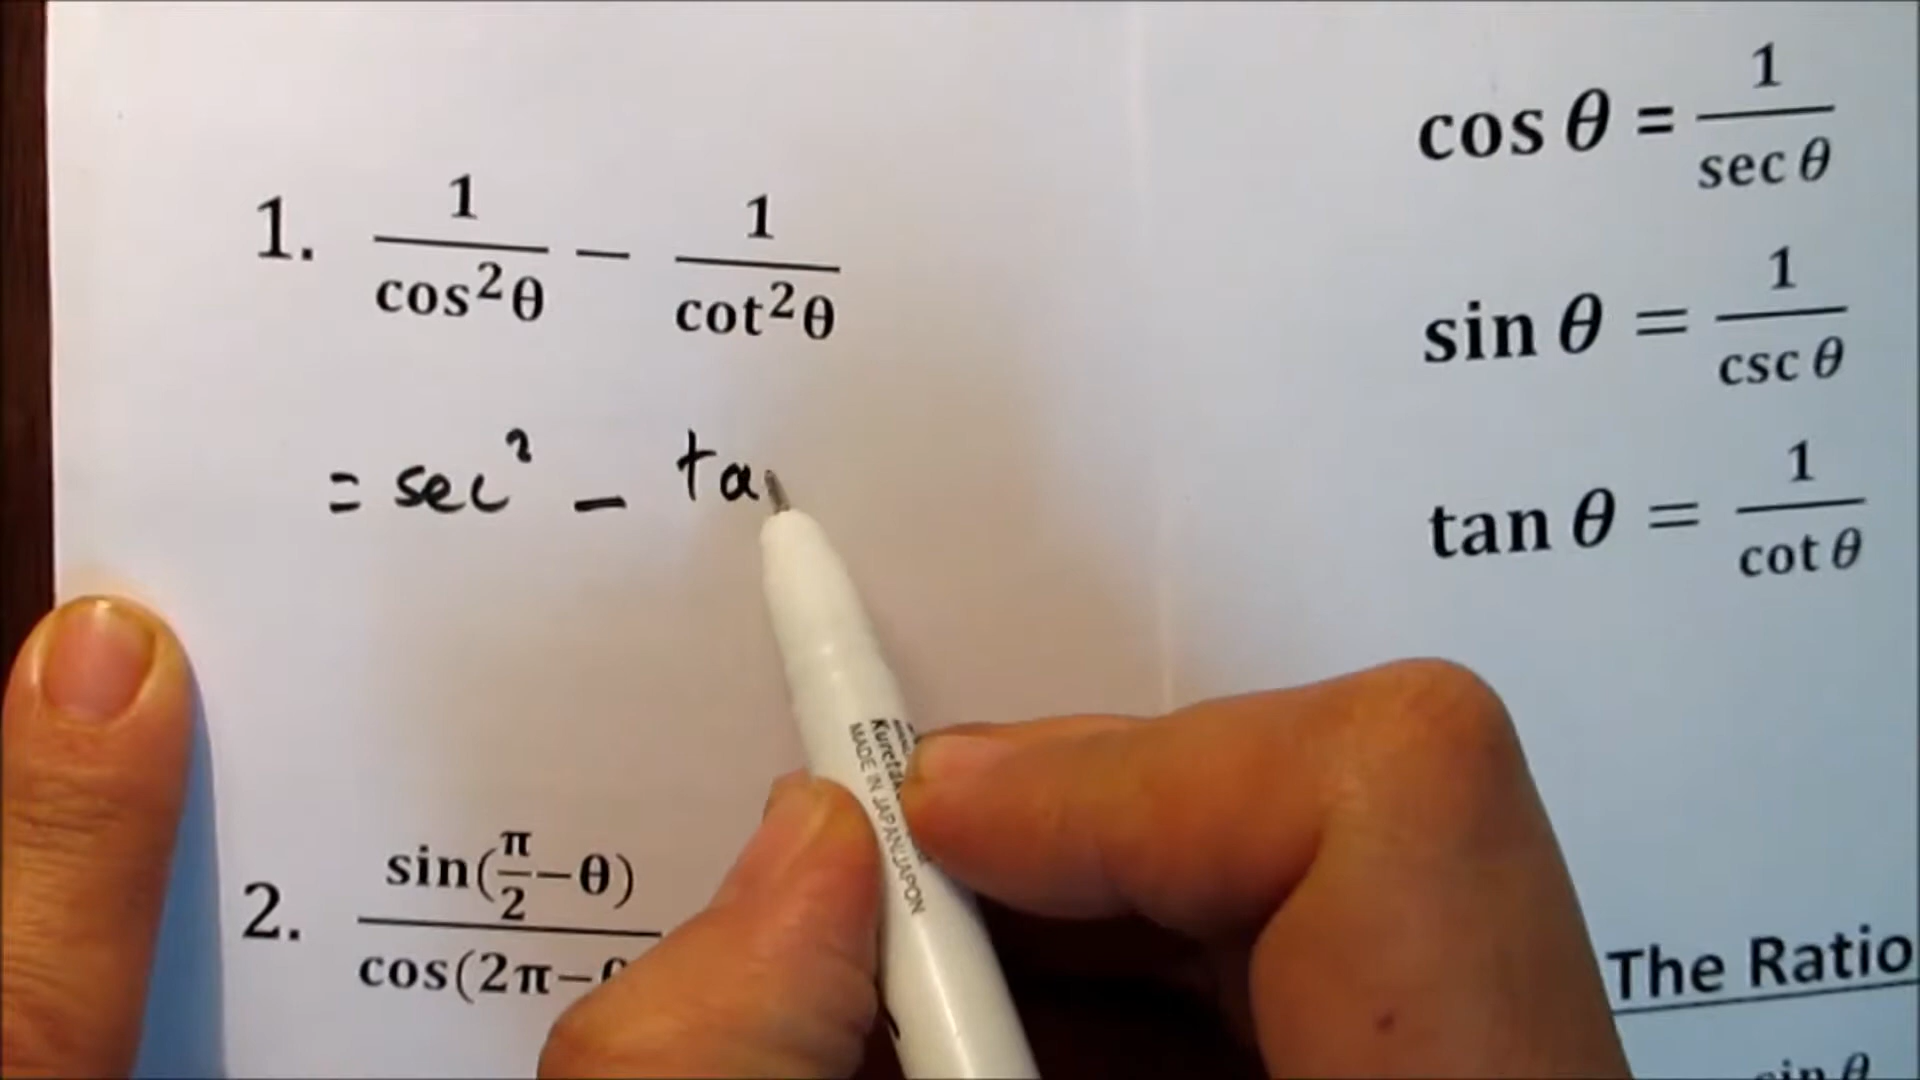 1. 1/cos²θ − 1/cot²θ
= sec² − ta
2. sin(π/2−θ)/cos(2π−
cos θ = 1/sec θ
sin θ = 1/csc θ
tan θ = 1/cot θ
The Ratio
sin θ
MADE IN JAPAN/JAPON